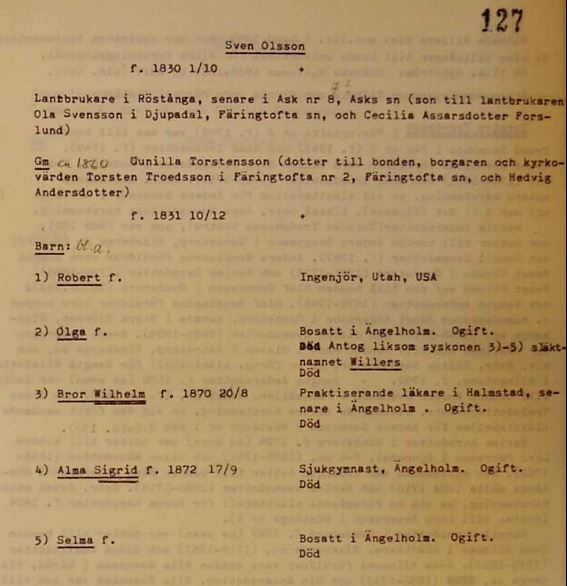 127
Sven Olsson
f. 1830 1/10 +
Lantbrukare i Röstånga, senare i Ask nr 8, Asks sn (son till lantbrukaren
Ola Svensson i Djupadal, Färingtofta sn, och Cecilia Assarsdotter Fors-
lund)
Gm ca 1860 Gunilla Torstensson (dotter till bonden, borgaren och kyrko-
värden Torsten Troedsson i Färingtofta nr 2, Färingtofta sn, och Hedvig
Andersdotter)
f. 1831 10/12 +
Barn: bl.a.
1) Robert f. Ingenjör, Utah, USA
2) Olga f. Bosatt i Ängelholm. Ogift.
Död Antog liksom syskonen 3)-5) släkt-
namnet Willers
Död
3) Bror Wilhelm f. 1870 20/8 Praktiserande läkare i Halmstad, se-
nare i Ängelholm . Ogift.
Död
4) Alma Sigrid f. 1872 17/9 Sjukgymnast, Ängelholm. Ogift.
Död
5) Selma f. Bosatt i Ängelholm. Ogift.
Död